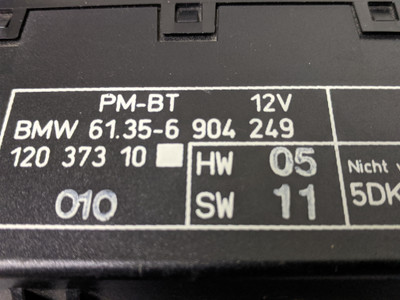 PM-BT 12V
BMW 61.35-6 904 249
120 373 10 HW 05
Nicht
010 SW 11
5DK